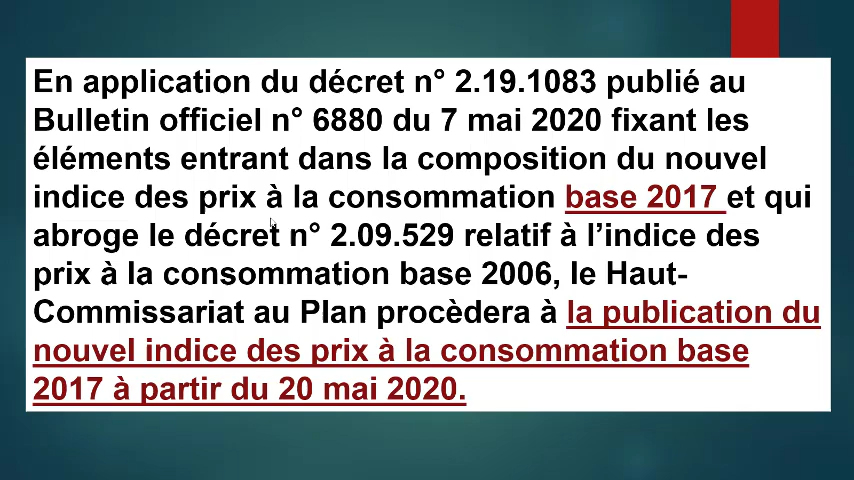 En application du décret n° 2.19.1083 publié au
Bulletin officiel n° 6880 du 7 mai 2020 fixant les
éléments entrant dans la composition du nouvel
indice des prix à la consommation base 2017 et qui
abroge le décret n° 2.09.529 relatif à l’indice des
prix à la consommation base 2006, le Haut-
Commissariat au Plan procèdera à la publication du
nouvel indice des prix à la consommation base
2017 à partir du 20 mai 2020.